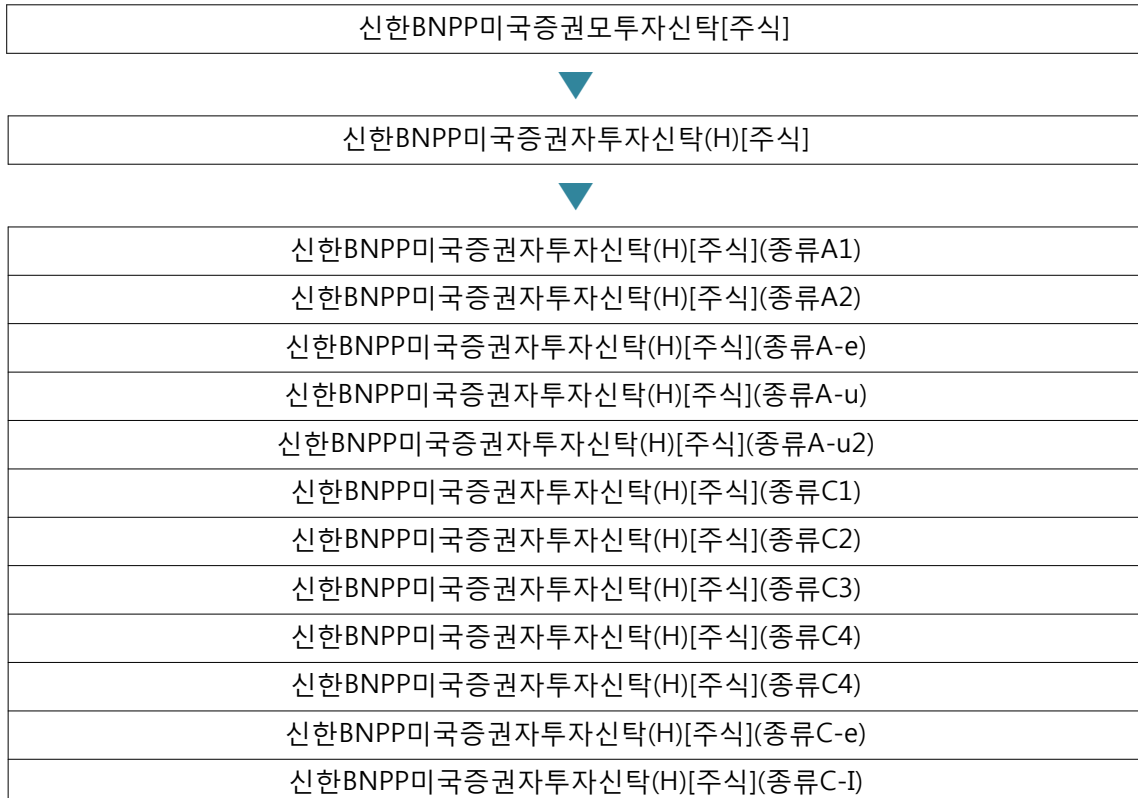 신한BNPP미국증권모투자신탁[주식]
신한BNPP미국증권자투자신탁(H)[주식]
신한BNPP미국증권자투자신탁(H)[주식](종류A1)
신한BNPP미국증권자투자신탁(H)[주식](종류A2)
신한BNPP미국증권자투자신탁(H)[주식](종류A-e)
신한BNPP미국증권자투자신탁(H)[주식](종류A-u)
신한BNPP미국증권자투자신탁(H)[주식](종류A-u2)
신한BNPP미국증권자투자신탁(H)[주식](종류C1)
신한BNPP미국증권자투자신탁(H)[주식](종류C2)
신한BNPP미국증권자투자신탁(H)[주식](종류C3)
신한BNPP미국증권자투자신탁(H)[주식](종류C4)
신한BNPP미국증권자투자신탁(H)[주식](종류C4)
신한BNPP미국증권자투자신탁(H)[주식](종류C-e)
신한BNPP미국증권자투자신탁(H)[주식](종류C-I)